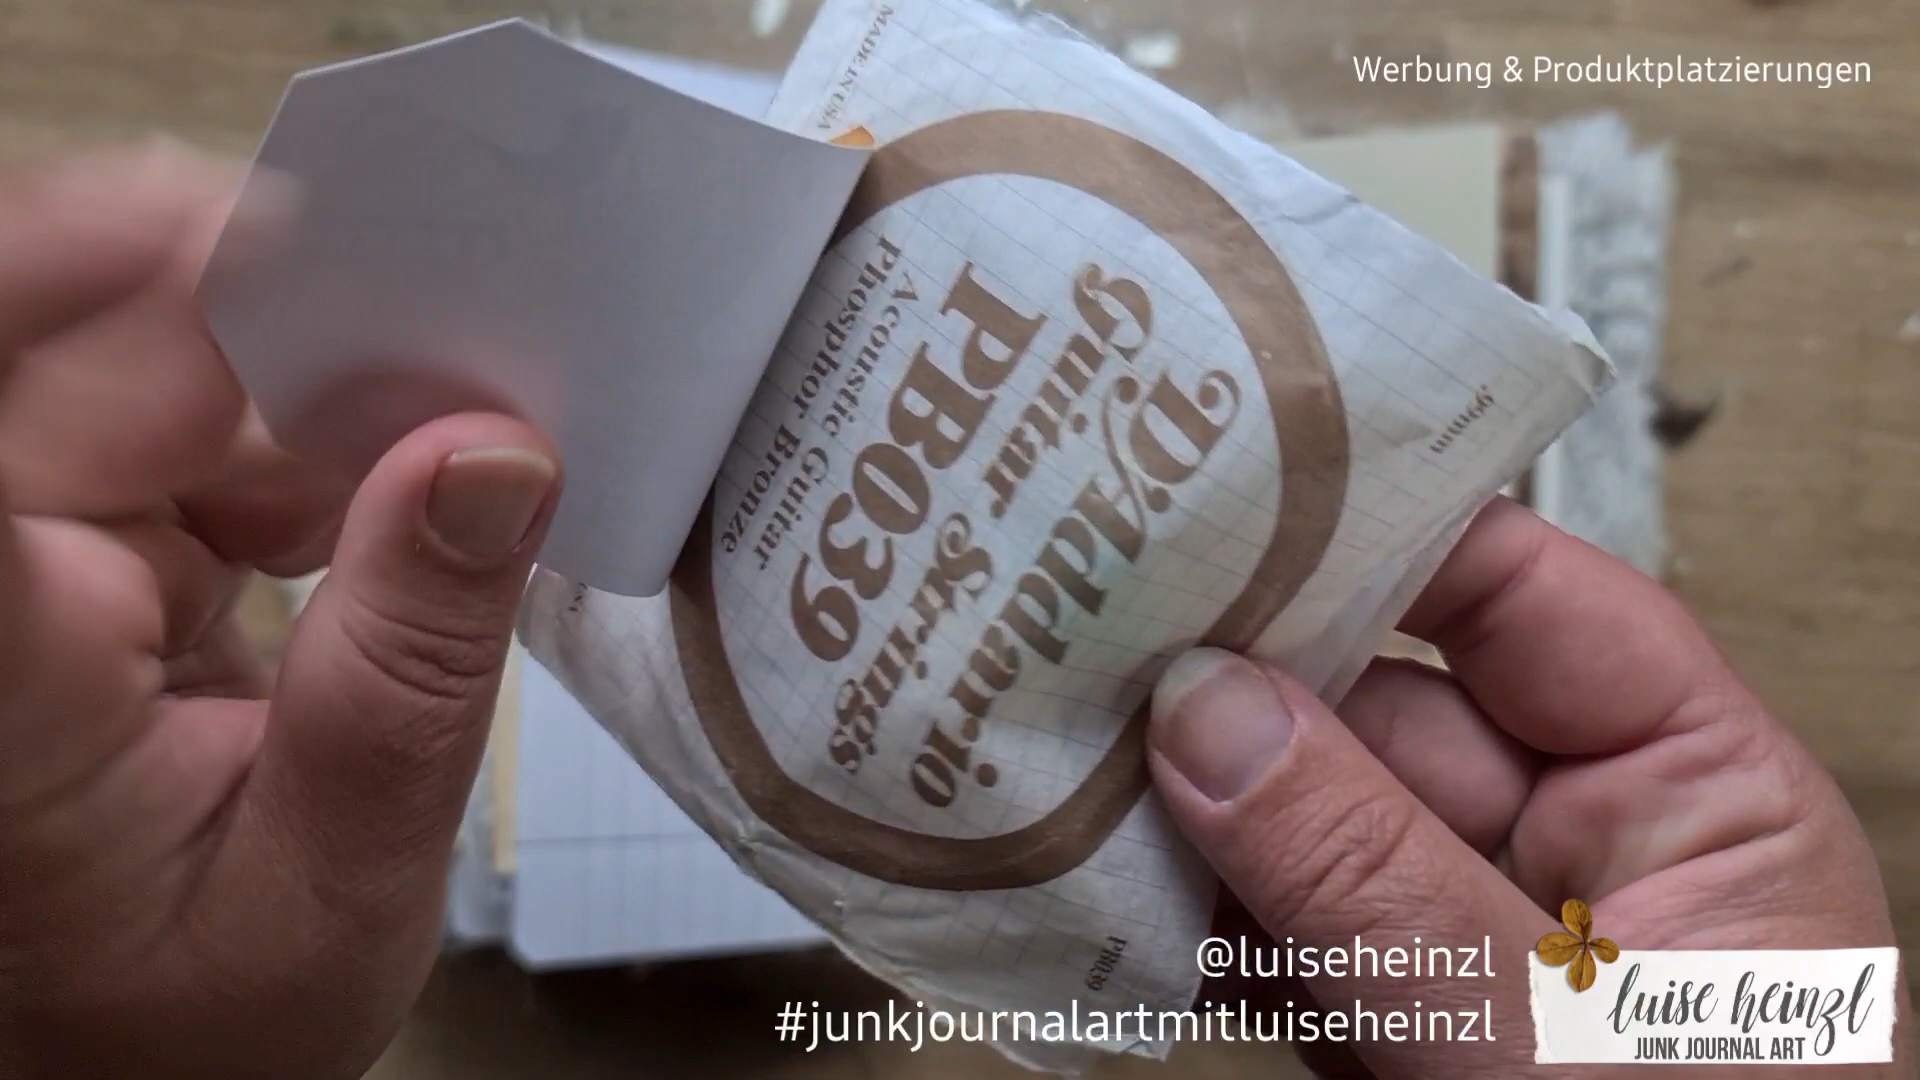 Werbung & Produktplatzierungen
MADE IN USA
D'Addario
Guitar Strings
PB039
Acoustic Guitar
Phosphor Bronze
PB039
USA
@luiseheinzl
#junkjournalartmitluiseheinzl
luise heinzl
JUNK JOURNAL ART